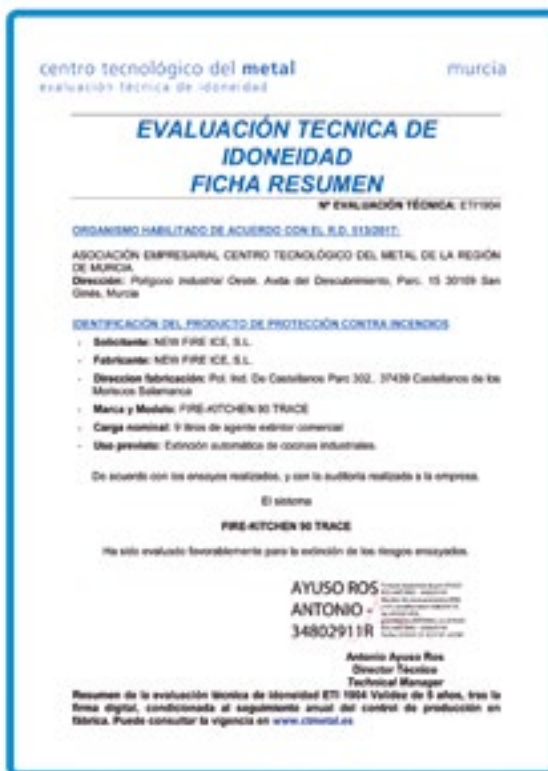 centro tecnológico del metal murcia
evaluación técnica de idoneidad
EVALUACIÓN TECNICA DE
IDONEIDAD
FICHA RESUMEN
Nº EVALUACIÓN TÉCNICA: ETI1904
ORGANISMO HABILITADO DE ACUERDO CON EL R.D. 513/2017:
ASOCIACIÓN EMPRESARIAL CENTRO TECNOLÓGICO DEL METAL DE LA REGIÓN
DE MURCIA
Dirección: Polígono Industrial Oeste. Avda del Descubrimiento, Parc. 15 30169 San
Ginés, Murcia
IDENTIFICACIÓN DEL PRODUCTO DE PROTECCIÓN CONTRA INCENDIOS
- Solicitante: NEW FIRE ICE, S.L.
- Fabricante: NEW FIRE ICE, S.L.
- Direccion fabricación: Pol. Ind. De Castellanos Parc 302, 37439 Castellanos de los
Moriscos Salamanca
- Marca y Modelo: FIRE-KITCHEN 90 TRACE
- Carga nominal: 9 litros de agente extintor comercial
- Uso previsto: Extinción automática de cocinas industriales.
De acuerdo con los ensayos realizados, y con la auditoría realizada a la empresa.
El sistema
FIRE-KITCHEN 90 TRACE
Ha sido evaluado favorablemente para la extinción de los riesgos ensayados.
AYUSO ROS
ANTONIO -
34802911R
Antonio Ayuso Ros
Director Técnico
Technical Manager
Resumen de la evaluación técnica de idoneidad ETI 1904 Validez de 5 años, tras la
firma digital, condicionada al seguimiento anual del control de producción en
fábrica. Puede consultar la vigencia en www.ctmetal.es